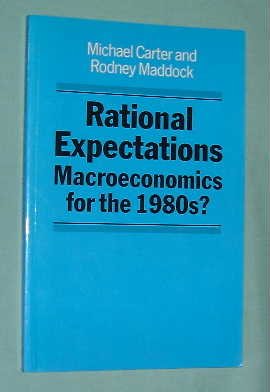 Michael Carter and
Rodney Maddock
Rational
Expectations
Macroeconomics
for the 1980s?